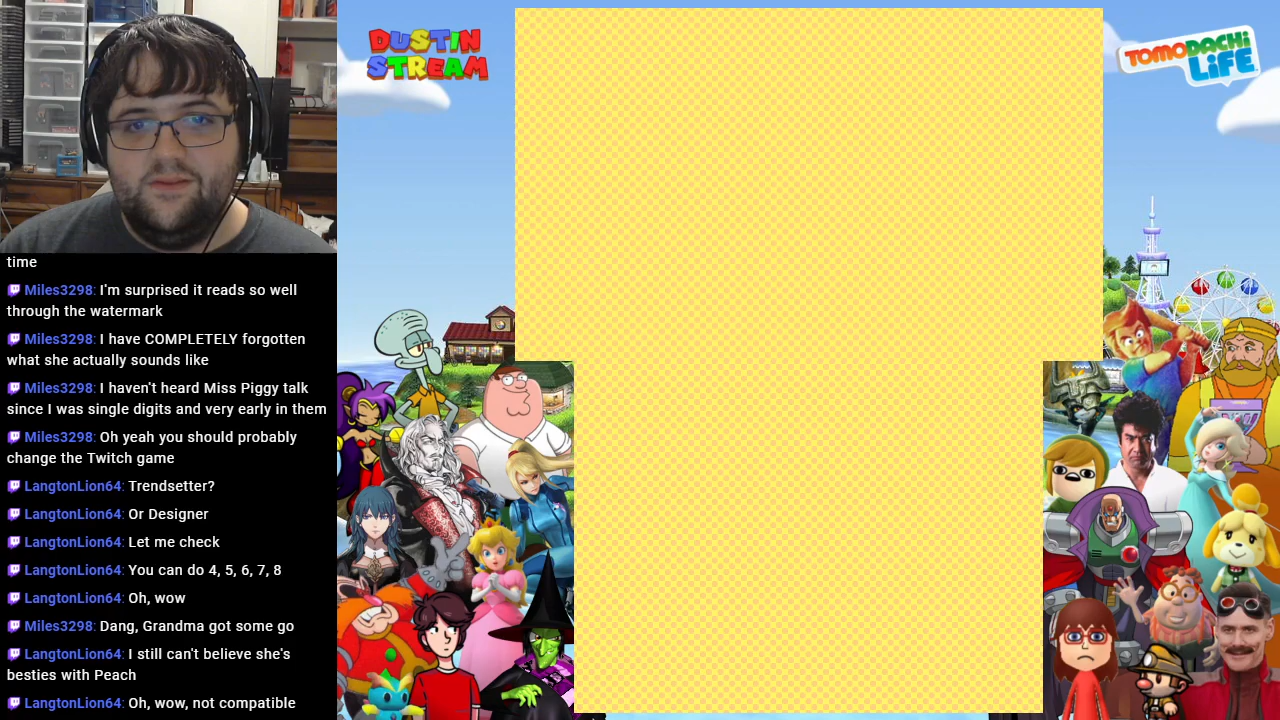 DUSTIN
STREAM
TOMODACHI
LiFE
time
Miles3298: I'm surprised it reads so well
through the watermark
Miles3298: I have COMPLETELY forgotten
what she actually sounds like
Miles3298: I haven't heard Miss Piggy talk
since I was single digits and very early in them
Miles3298: Oh yeah you should probably
change the Twitch game
LangtonLion64: Trendsetter?
LangtonLion64: Or Designer
LangtonLion64: Let me check
LangtonLion64: You can do 4, 5, 6, 7, 8
LangtonLion64: Oh, wow
Miles3298: Dang, Grandma got some go
LangtonLion64: I still can't believe she's
besties with Peach
LangtonLion64: Oh, wow, not compatible